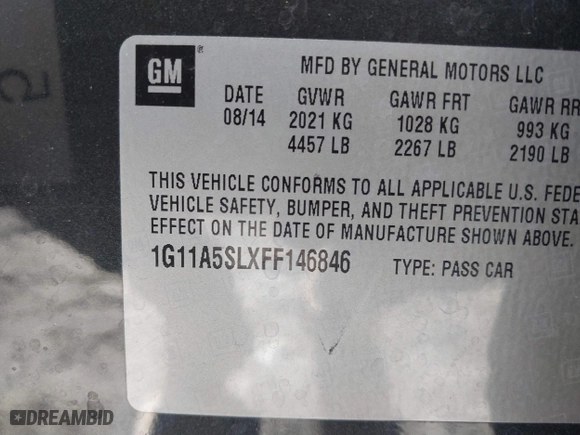 GM ®
MFD BY GENERAL MOTORS LLC
DATE GVWR GAWR FRT GAWR RR
08/14 2021 KG 1028 KG 993 KG
4457 LB 2267 LB 2190 LB
THIS VEHICLE CONFORMS TO ALL APPLICABLE U.S. FEDE
VEHICLE SAFETY, BUMPER, AND THEFT PREVENTION STA
EFFECT ON THE DATE OF MANUFACTURE SHOWN ABOVE.
1G11A5SLXFF146846 TYPE: PASS CAR
DREAMBID